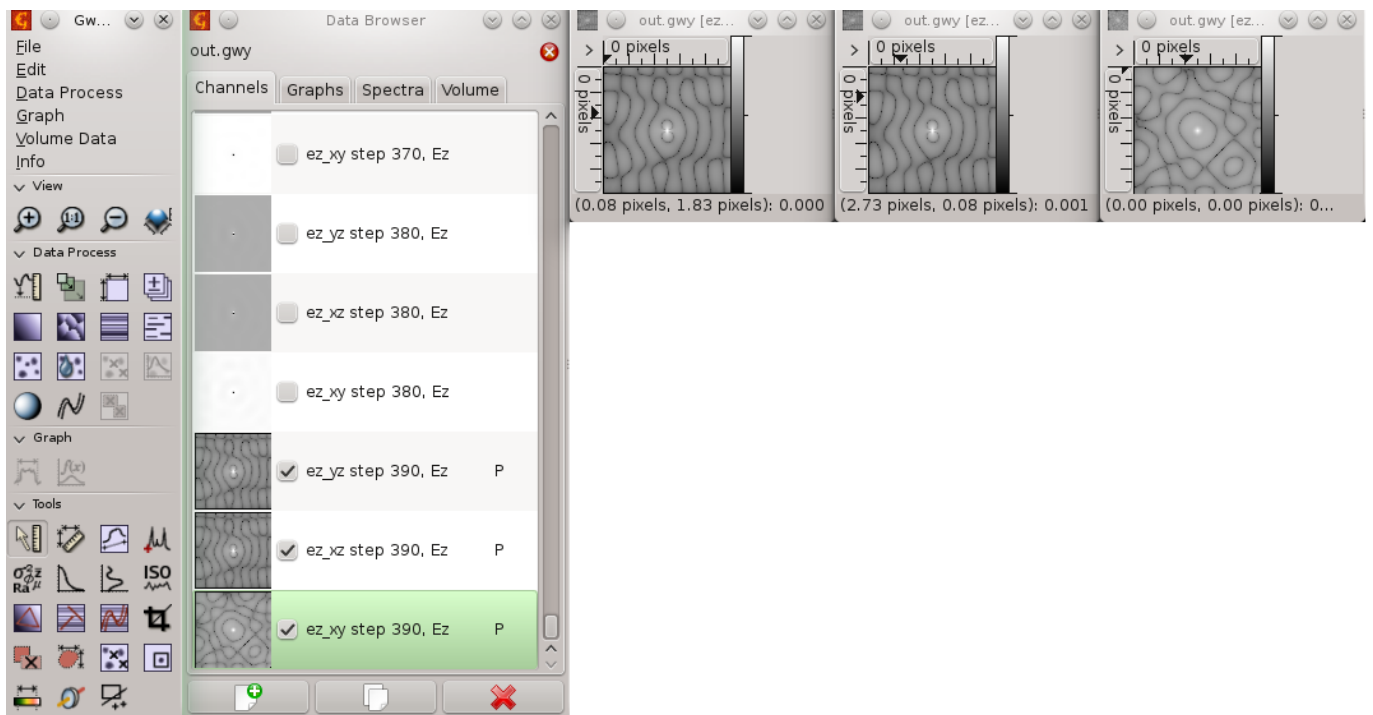 Gw...
File
Edit
Data Process
Graph
Volume Data
Info
View
1:1
Data Process
Graph
f(x)
Tools
ISO
Data Browser
out.gwy
Channels Graphs Spectra Volume
ez_xy step 370, Ez
ez_yz step 380, Ez
ez_xz step 380, Ez
ez_xy step 380, Ez
ez_yz step 390, Ez P
ez_xz step 390, Ez P
ez_xy step 390, Ez P
out.gwy [ez...
0 pixels
0 pixels
(0.08 pixels, 1.83 pixels): 0.000
out.gwy [ez...
0 pixels
0 pixels
(2.73 pixels, 0.08 pixels): 0.001
out.gwy [ez...
0 pixels
0 pixels
(0.00 pixels, 0.00 pixels): 0...